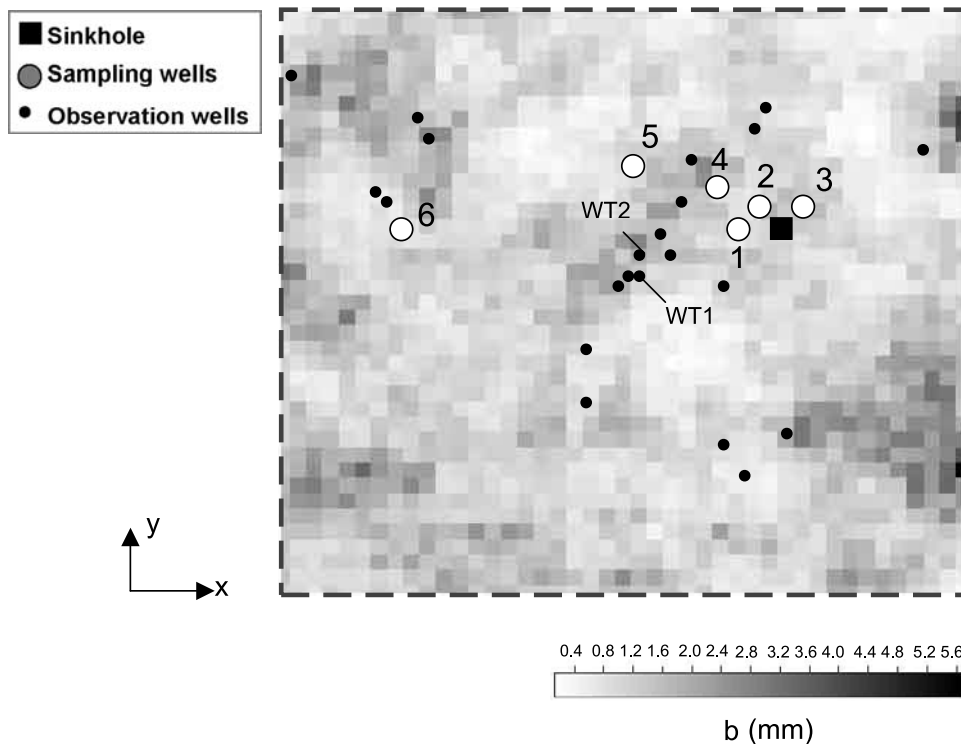 Sinkhole
Sampling wells
Observation wells
5
4
2
3
WT2
6
1
WT1
y
x
0.4 0.8 1.2 1.6 2.0 2.4 2.8 3.2 3.6 4.0 4.4 4.8 5.2 5.6
b (mm)